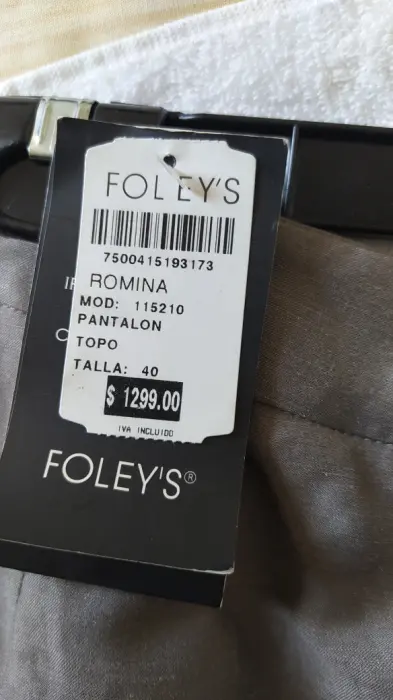 FOLEY'S
7500415193173
ROMINA
MOD: 115210
PANTALON
TOPO
TALLA: 40
$ 1299.00
IVA INCLUIDO
FOLEY'S®